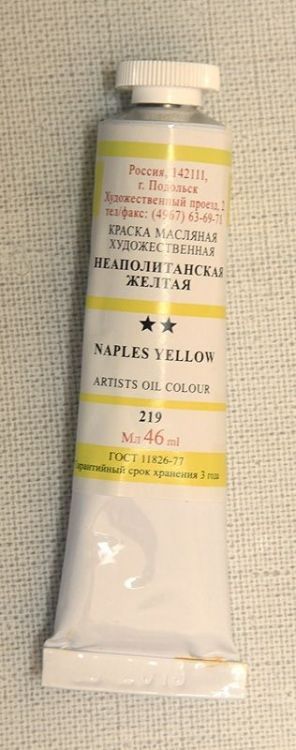 Россия, 142111,
г. Подольск
Художественный проезд, 2
тел/факс: (4967) 63-69-71
КРАСКА МАСЛЯНАЯ
ХУДОЖЕСТВЕННАЯ
НЕАПОЛИТАНСКАЯ
ЖЕЛТАЯ
★★
NAPLES YELLOW
ARTISTS OIL COLOUR
219
Мл 46 ml
ГОСТ 11826-77
арантийный срок хранения 3 года